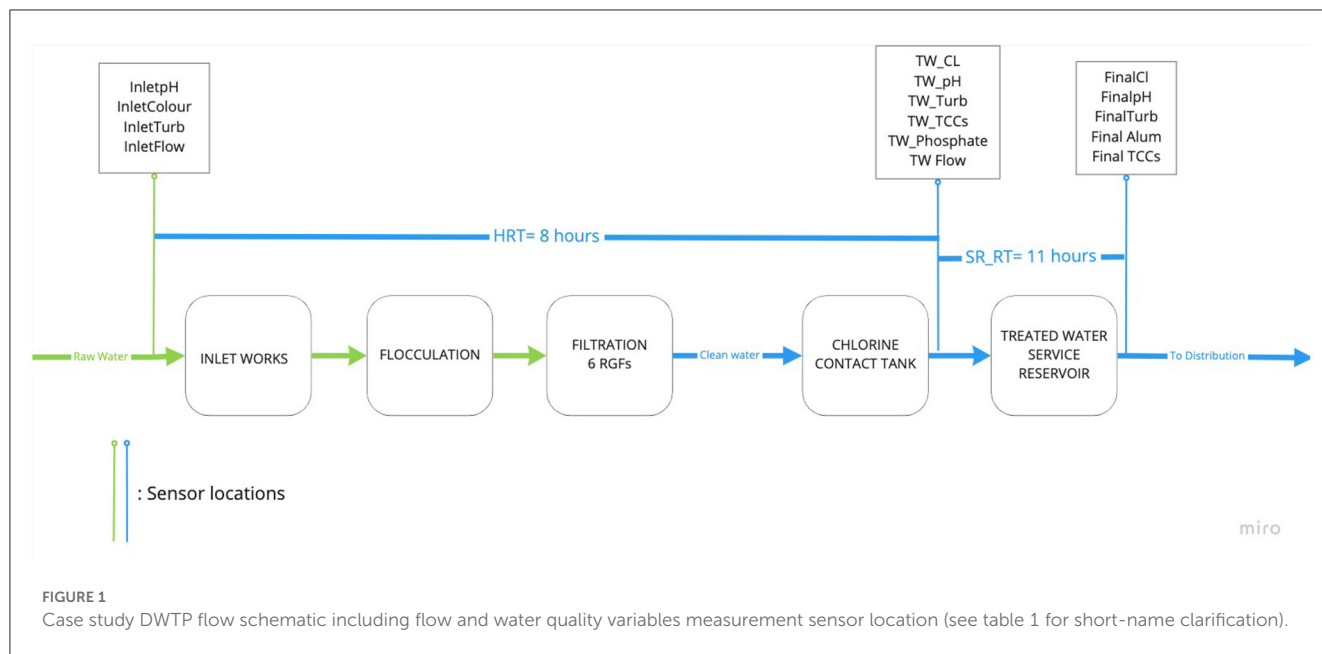 InletpH
InletColour
InletTurb
InletFlow
TW_CL
TW_pH
TW_Turb
TW_TCCs
TW_Phosphate
TW Flow
FinalCl
FinalpH
FinalTurb
Final Alum
Final TCCs
HRT= 8 hours
SR_RT= 11 hours
Raw Water
INLET WORKS
FLOCCULATION
FILTRATION
6 RGFs
Clean water
CHLORINE
CONTACT TANK
TREATED WATER
SERVICE
RESERVOIR
To Distribution
: Sensor locations
miro
FIGURE 1
Case study DWTP flow schematic including flow and water quality variables measurement sensor location (see table 1 for short-name clarification).